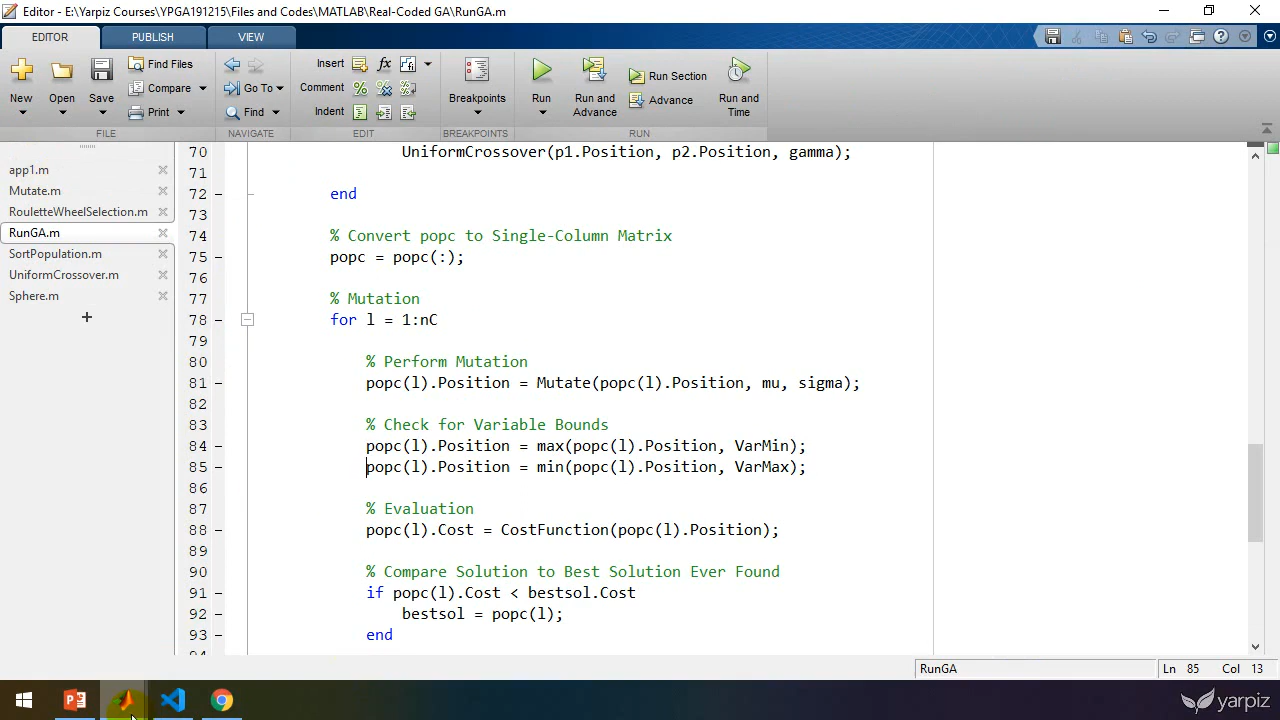 Editor - E:\Yarpiz Courses\YPGA191215\Files and Codes\MATLAB\Real-Coded GA\RunGA.m
EDITOR PUBLISH VIEW
New Open Save Find Files Compare Print
Go To Find
Insert Comment Indent
Breakpoints
Run Run and Advance Run Section Advance Run and Time
FILE NAVIGATE EDIT BREAKPOINTS RUN
app1.m
Mutate.m
RouletteWheelSelection.m
RunGA.m
SortPopulation.m
UniformCrossover.m
Sphere.m
70 UniformCrossover(p1.Position, p2.Position, gamma);
71
72 end
73
74 % Convert popc to Single-Column Matrix
75 popc = popc(:);
76
77 % Mutation
78 for l = 1:nC
79
80 % Perform Mutation
81 popc(l).Position = Mutate(popc(l).Position, mu, sigma);
82
83 % Check for Variable Bounds
84 popc(l).Position = max(popc(l).Position, VarMin);
85 popc(l).Position = min(popc(l).Position, VarMax);
86
87 % Evaluation
88 popc(l).Cost = CostFunction(popc(l).Position);
89
90 % Compare Solution to Best Solution Ever Found
91 if popc(l).Cost < bestsol.Cost
92 bestsol = popc(l);
93 end
RunGA Ln 85 Col 13
yarpiz